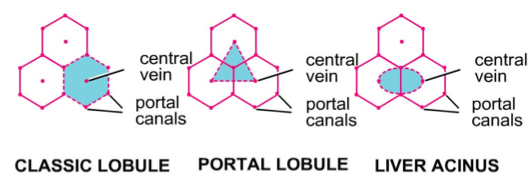 central
vein
portal
canals
CLASSIC LOBULE
central
vein
portal
canals
PORTAL LOBULE
central
vein
portal
canals
LIVER ACINUS